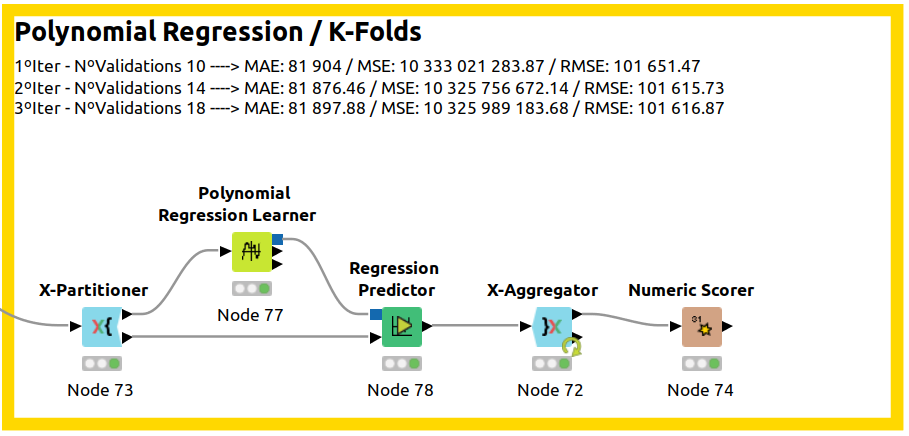 Polynomial Regression / K-Folds
1ºIter - NºValidations 10 ----> MAE: 81 904 / MSE: 10 333 021 283.87 / RMSE: 101 651.47
2ºIter - NºValidations 14 ----> MAE: 81 876.46 / MSE: 10 325 756 672.14 / RMSE: 101 615.73
3ºIter - NºValidations 18 ----> MAE: 81 897.88 / MSE: 10 325 989 183.68 / RMSE: 101 616.87
Polynomial
Regression Learner
Node 77
X-Partitioner
X{
Node 73
Regression
Predictor
Node 78
X-Aggregator
}X
Node 72
Numeric Scorer
31
Node 74